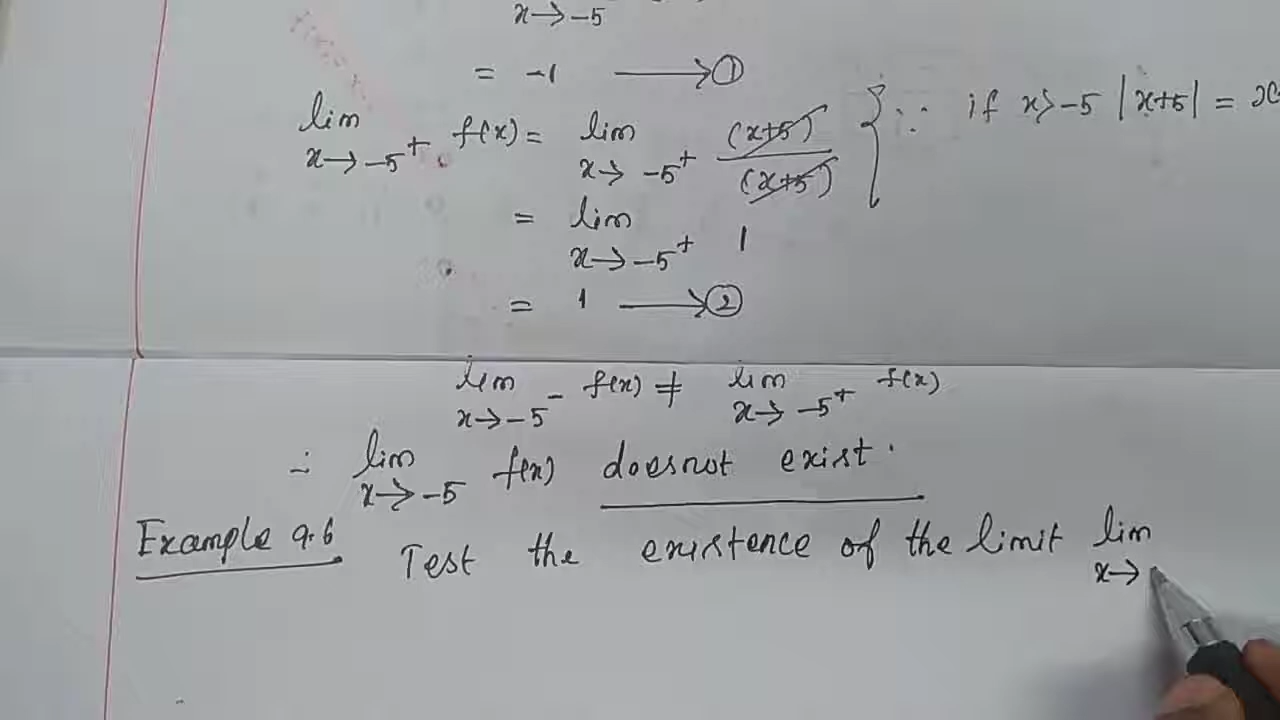 x→-5
= -1 ⟶ ①
lim x→-5⁺ f(x) = lim x→-5⁺ (x+5)/(x+5) { ∵ if x>-5 |x+5| = x
= lim x→-5⁺ 1
= 1 ⟶ ②
lim x→-5⁻ f(x) ≠ lim x→-5⁺ f(x)
∴ lim x→-5 f(x) doesnot exist.
Example 9.6 Test the existence of the limit lim x→